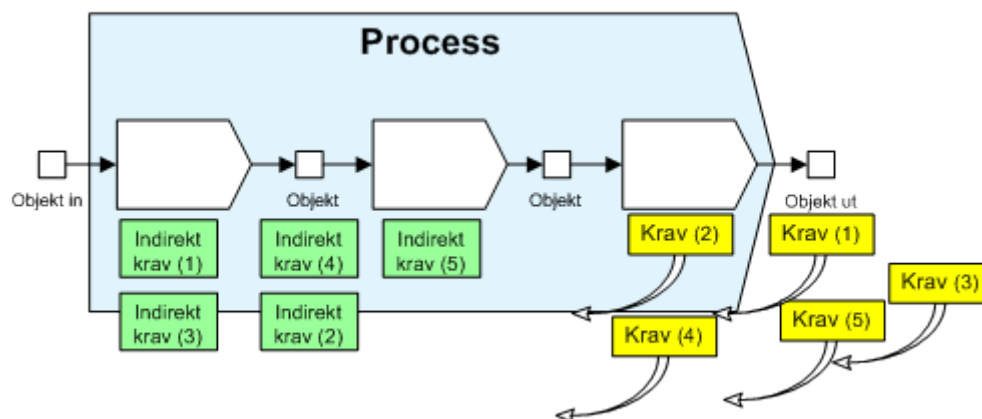 Process
Objekt in
Objekt
Objekt
Objekt ut
Indirekt
krav (1)
Indirekt
krav (4)
Indirekt
krav (5)
Krav (2)
Krav (1)
Krav (3)
Indirekt
krav (3)
Indirekt
krav (2)
Krav (4)
Krav (5)